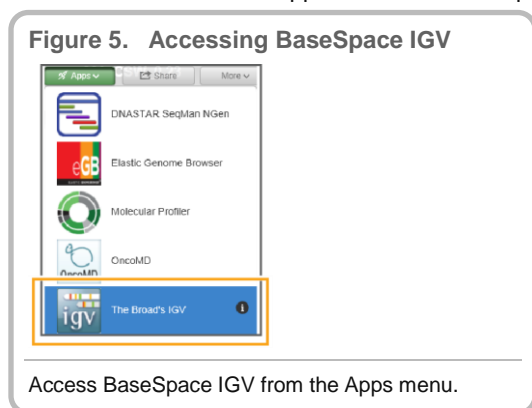 Figure 5. Accessing BaseSpace IGV
Apps
Share
More
DNASTAR SeqMan NGen
eGB
Elastic Genome Browser
Molecular Profiler
OncoMD
OncoMD
igv
The Broad's IGV
i
Access BaseSpace IGV from the Apps menu.